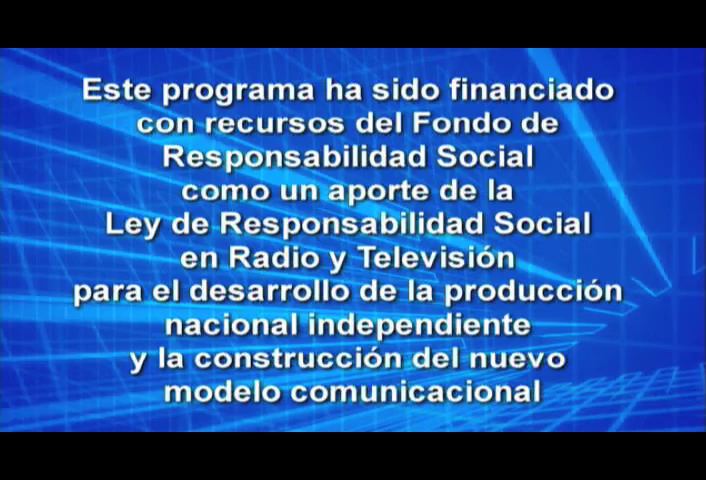 Este programa ha sido financiado
con recursos del Fondo de
Responsabilidad Social
como un aporte de la
Ley de Responsabilidad Social
en Radio y Televisión
para el desarrollo de la producción
nacional independiente
y la construcción del nuevo
modelo comunicacional